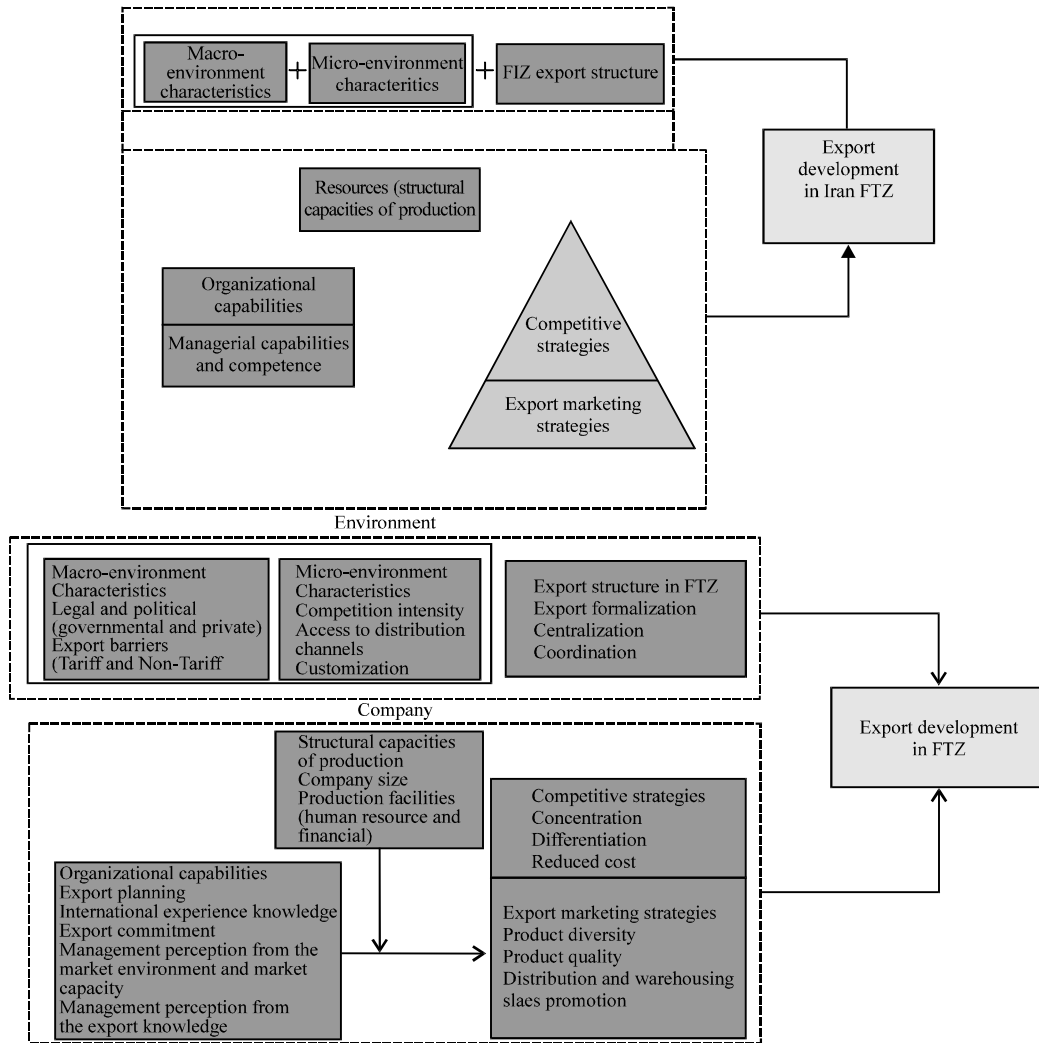 Macro-
environment
characteristics
+
Micro-environment
charateritics
+
FIZ export structure
Export
development
in Iran FTZ
Resources (structural
capacities of production
Organizational
capabilities
Managerial capabilities
and competence
Competitive
strategies
Export marketing
strategies
Environment
Macro-environment
Characteristics
Legal and political
(governmental and private)
Export barriers
(Tariff and Non-Tariff
Micro-environment
Characteristics
Competition intensity
Access to distribution
channels
Customization
Export structure in FTZ
Export formalization
Centralization
Coordination
Export development
in FTZ
Company
Structural capacities
of production
Company size
Production facilities
(human resource and
financial)
Competitive strategies
Concentration
Differentiation
Reduced cost
Organizational capabilities
Export planning
International experience knowledge
Export commitment
Management perception from the
market environment and market
capacity
Management perception from
the export knowledge
Export marketing strategies
Product diversity
Product quality
Distribution and warehousing
slaes promotion